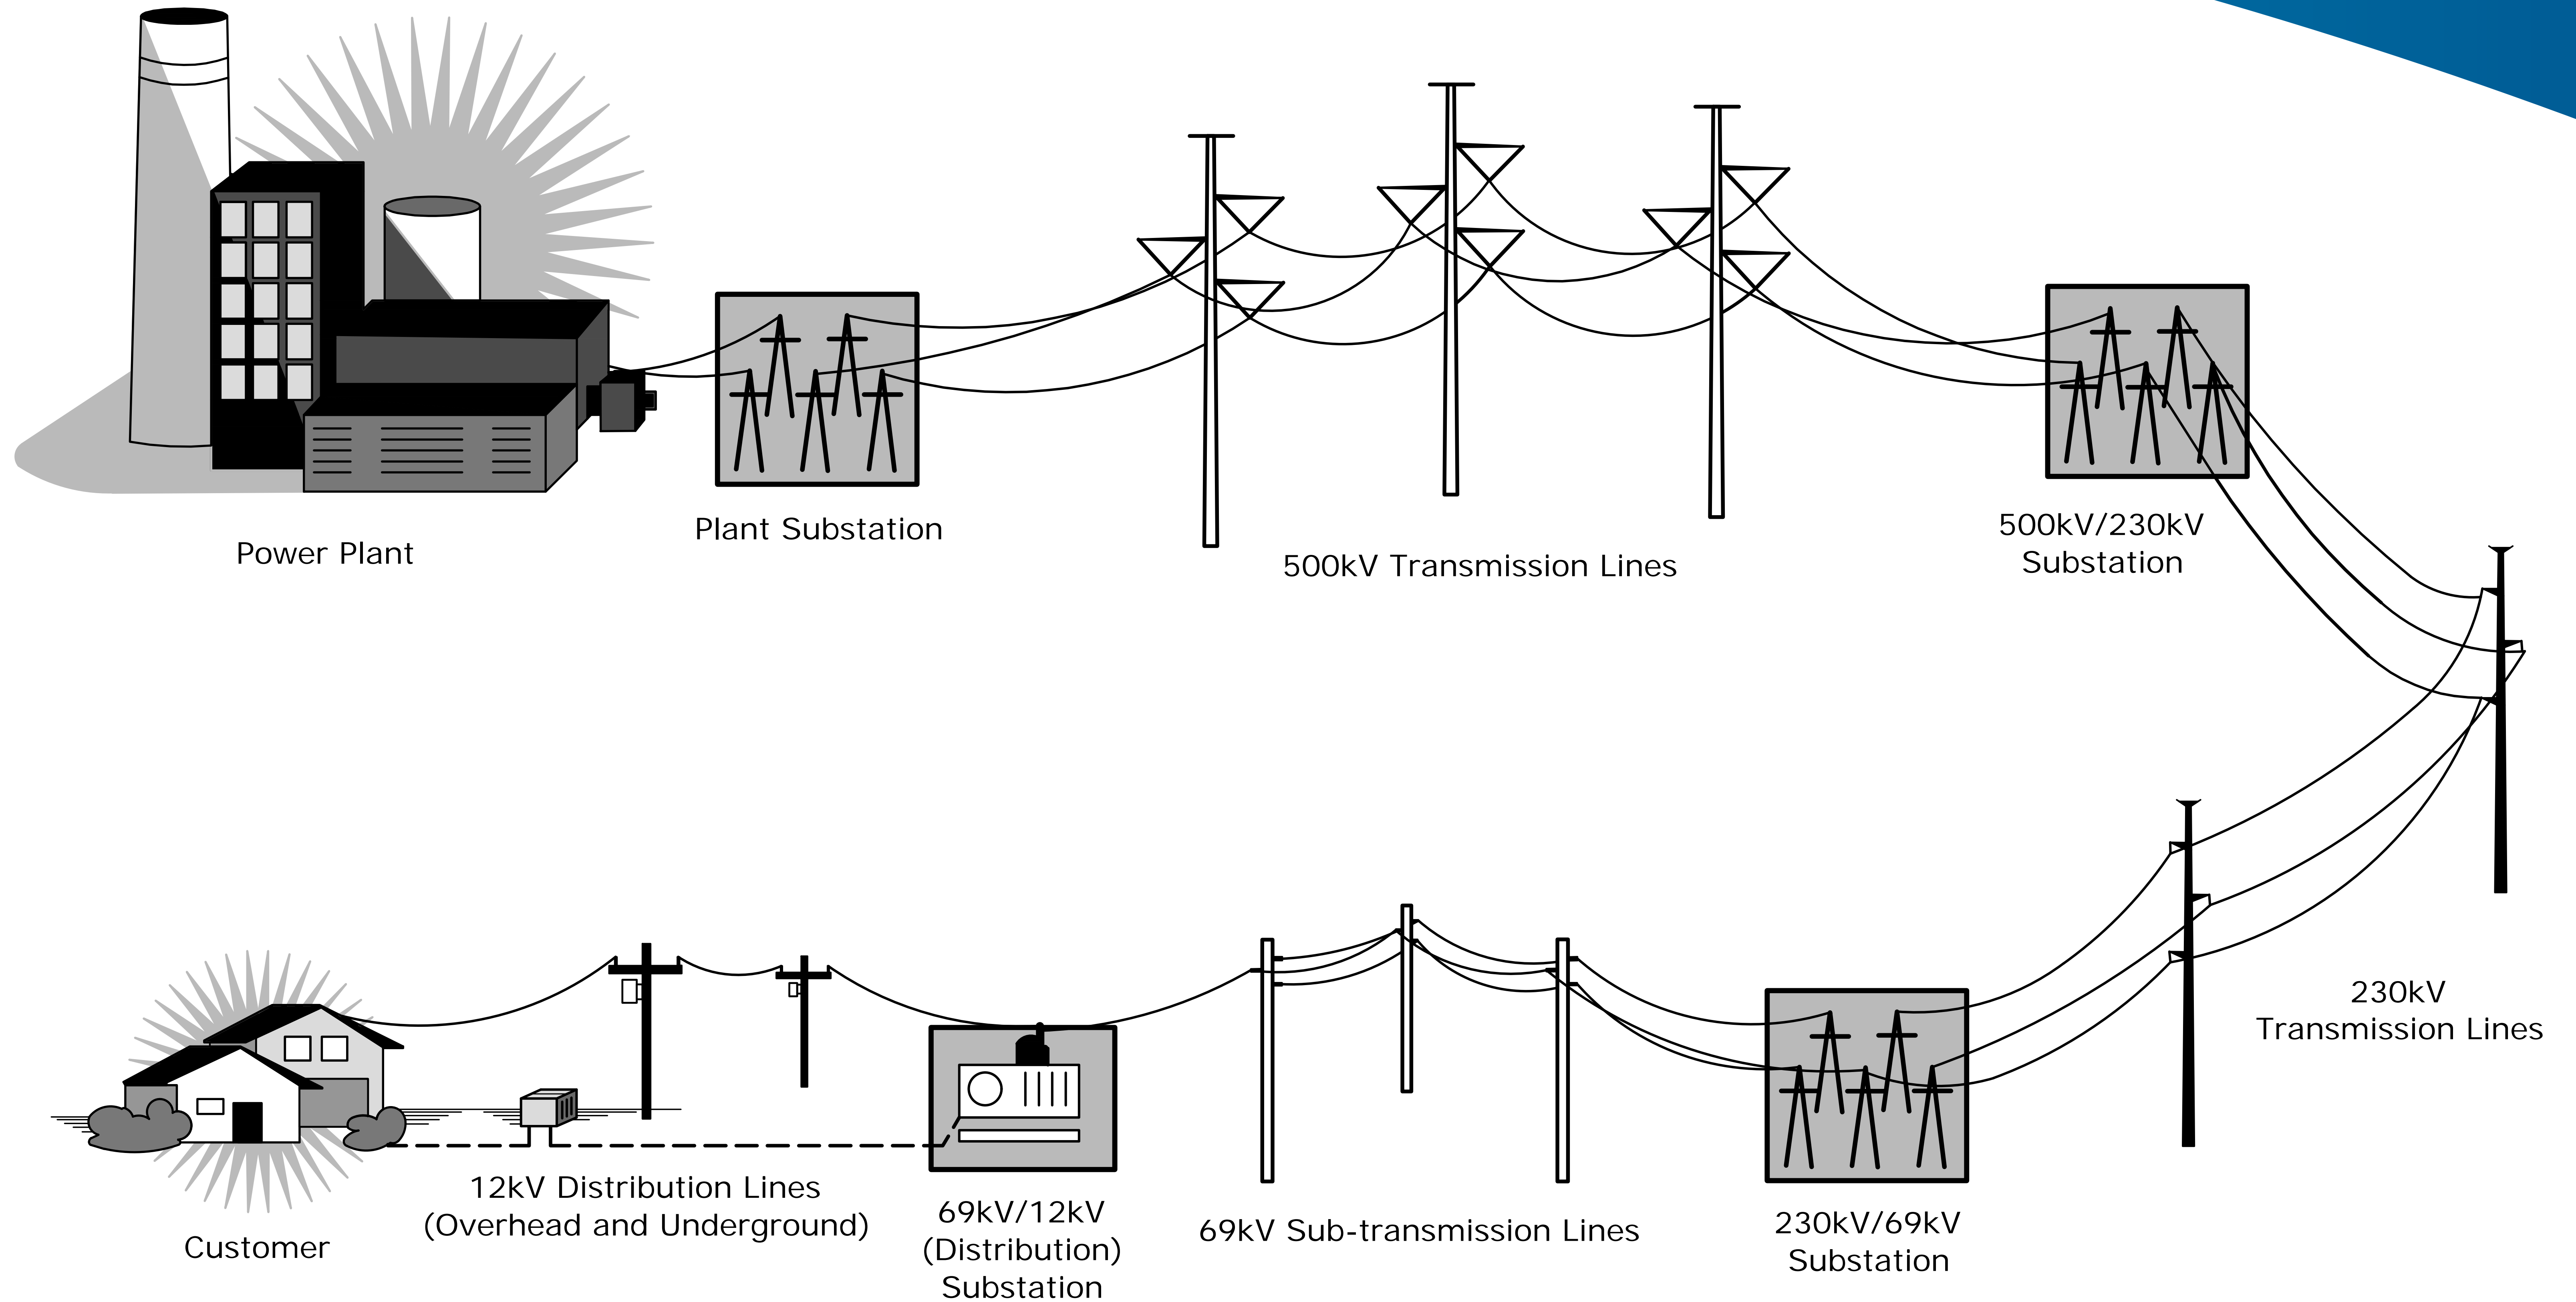 Power Plant
Plant Substation
500kV Transmission Lines
500kV/230kV
Substation
230kV
Transmission Lines
230kV/69kV
Substation
69kV Sub-transmission Lines
69kV/12kV
(Distribution)
Substation
12kV Distribution Lines
(Overhead and Underground)
Customer